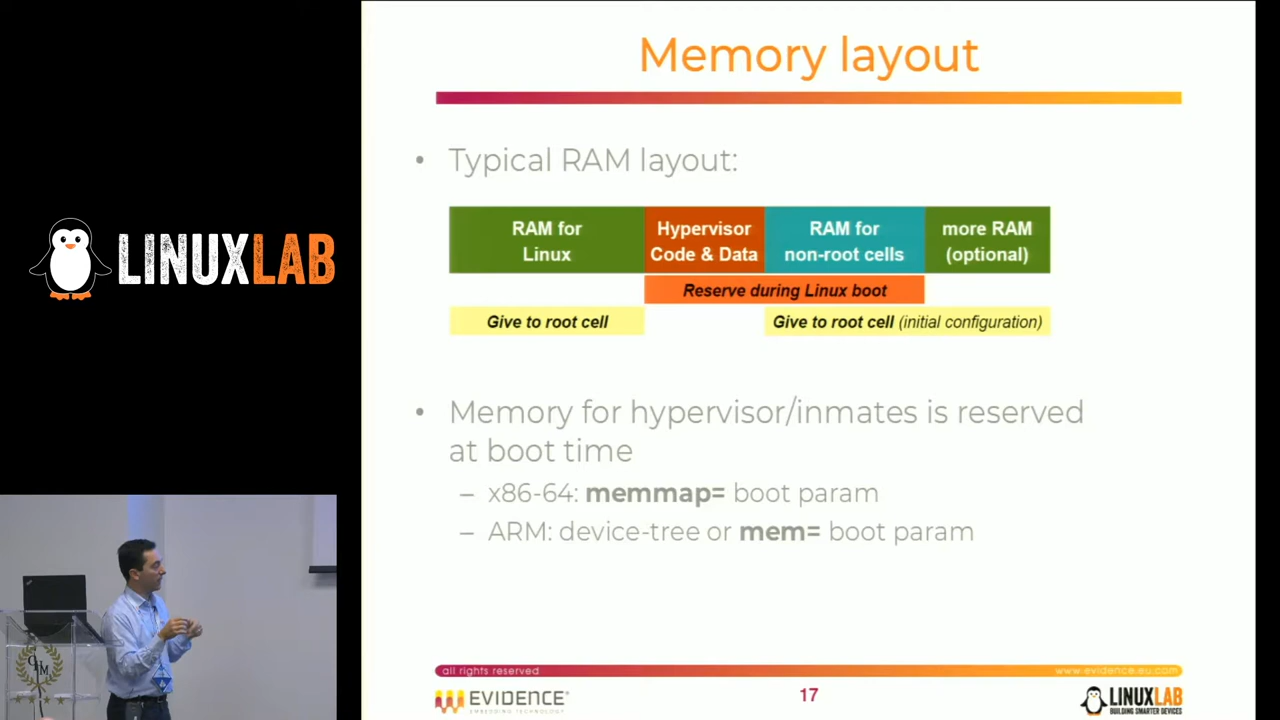 Memory layout
LINUXLAB
• Typical RAM layout:
RAM for
Linux
Hypervisor
Code & Data
RAM for
non-root cells
more RAM
(optional)
Reserve during Linux boot
Give to root cell
Give to root cell (initial configuration)
• Memory for hypervisor/inmates is reserved
at boot time
– x86-64: memmap= boot param
– ARM: device-tree or mem= boot param
all rights reserved
www.evidence.eu.com
EVIDENCE®
EMBEDDING TECHNOLOGY
17
LINUXLAB
BUILDING SMARTER DEVICES